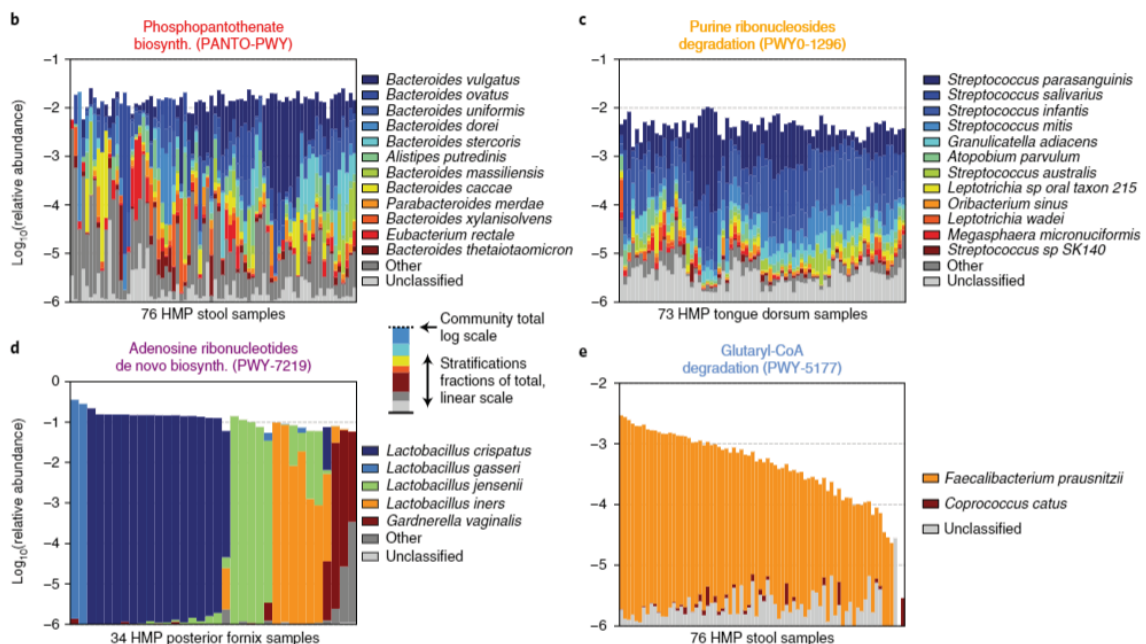 b
Phosphopantothenate
biosynth. (PANTO-PWY)
Log10(relative abundance)
−1
−2
−3
−4
−5
−6
76 HMP stool samples
Bacteroides vulgatus
Bacteroides ovatus
Bacteroides uniformis
Bacteroides dorei
Bacteroides stercoris
Alistipes putredinis
Bacteroides massiliensis
Bacteroides caccae
Parabacteroides merdae
Bacteroides xylanisolvens
Eubacterium rectale
Bacteroides thetaiotaomicron
Other
Unclassified
c
Purine ribonucleosides
degradation (PWY0-1296)
−1
−2
−3
−4
−5
−6
73 HMP tongue dorsum samples
Streptococcus parasanguinis
Streptococcus salivarius
Streptococcus infantis
Streptococcus mitis
Granulicatella adiacens
Atopobium parvulum
Streptococcus australis
Leptotrichia sp oral taxon 215
Oribacterium sinus
Leptotrichia wadei
Megasphaera micronuciformis
Streptococcus sp SK140
Other
Unclassified
d
Adenosine ribonucleotides
de novo biosynth. (PWY-7219)
Log10(relative abundance)
0
−1
−2
−3
−4
−5
−6
34 HMP posterior fornix samples
Community total
log scale
Stratifications
fractions of total,
linear scale
Lactobacillus crispatus
Lactobacillus gasseri
Lactobacillus jensenii
Lactobacillus iners
Gardnerella vaginalis
Other
Unclassified
e
Glutaryl-CoA
degradation (PWY-5177)
−2
−3
−4
−5
−6
76 HMP stool samples
Faecalibacterium prausnitzii
Coprococcus catus
Unclassified